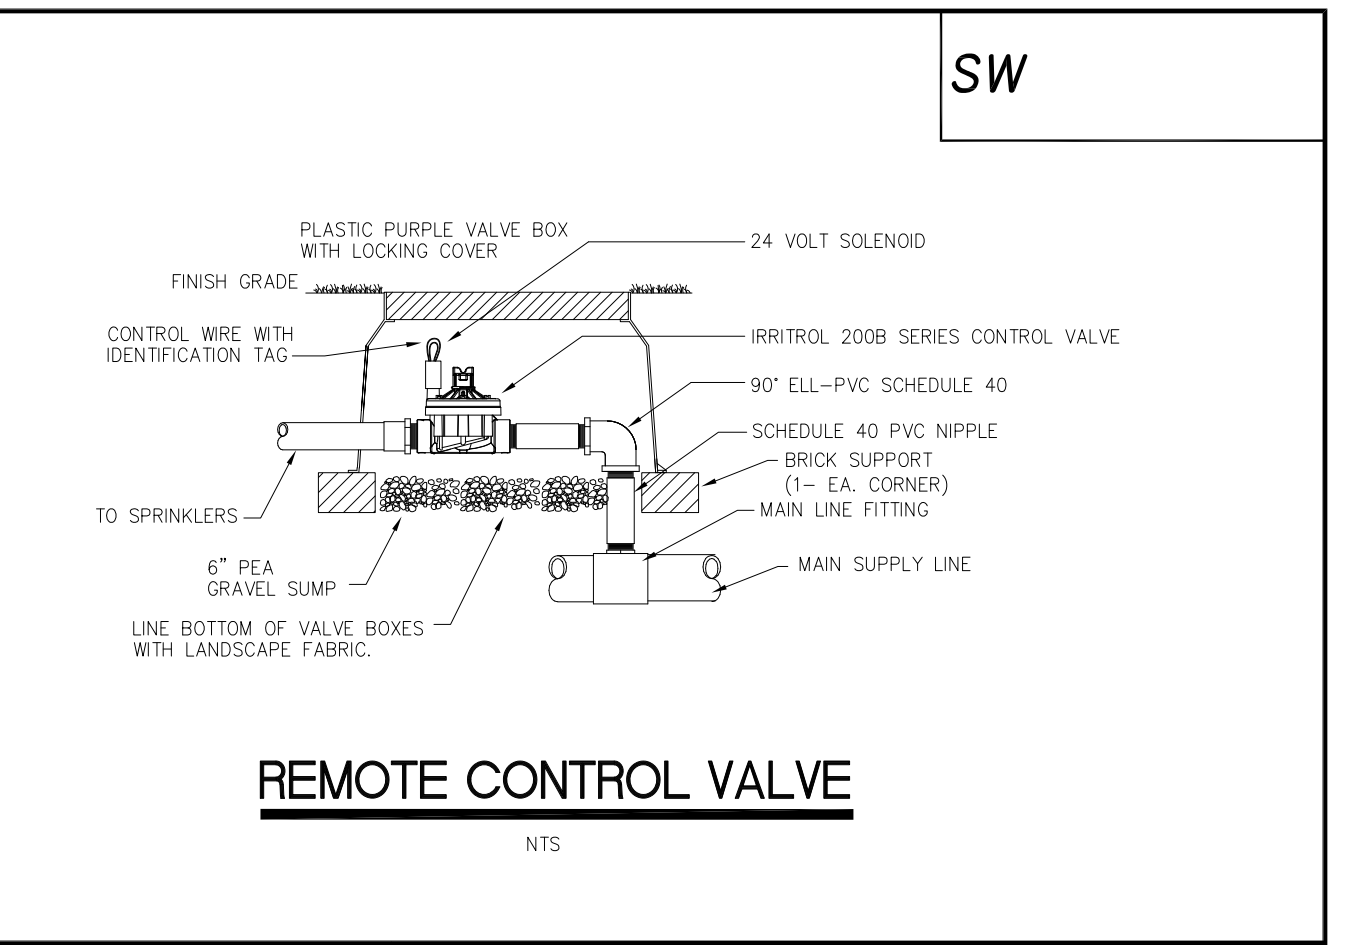 SW
PLASTIC PURPLE VALVE BOX
WITH LOCKING COVER
24 VOLT SOLENOID
FINISH GRADE
CONTROL WIRE WITH
IDENTIFICATION TAG
IRRITROL 200B SERIES CONTROL VALVE
90° ELL-PVC SCHEDULE 40
SCHEDULE 40 PVC NIPPLE
BRICK SUPPORT
(1- EA. CORNER)
TO SPRINKLERS
MAIN LINE FITTING
6" PEA
GRAVEL SUMP
MAIN SUPPLY LINE
LINE BOTTOM OF VALVE BOXES
WITH LANDSCAPE FABRIC.
REMOTE CONTROL VALVE
NTS